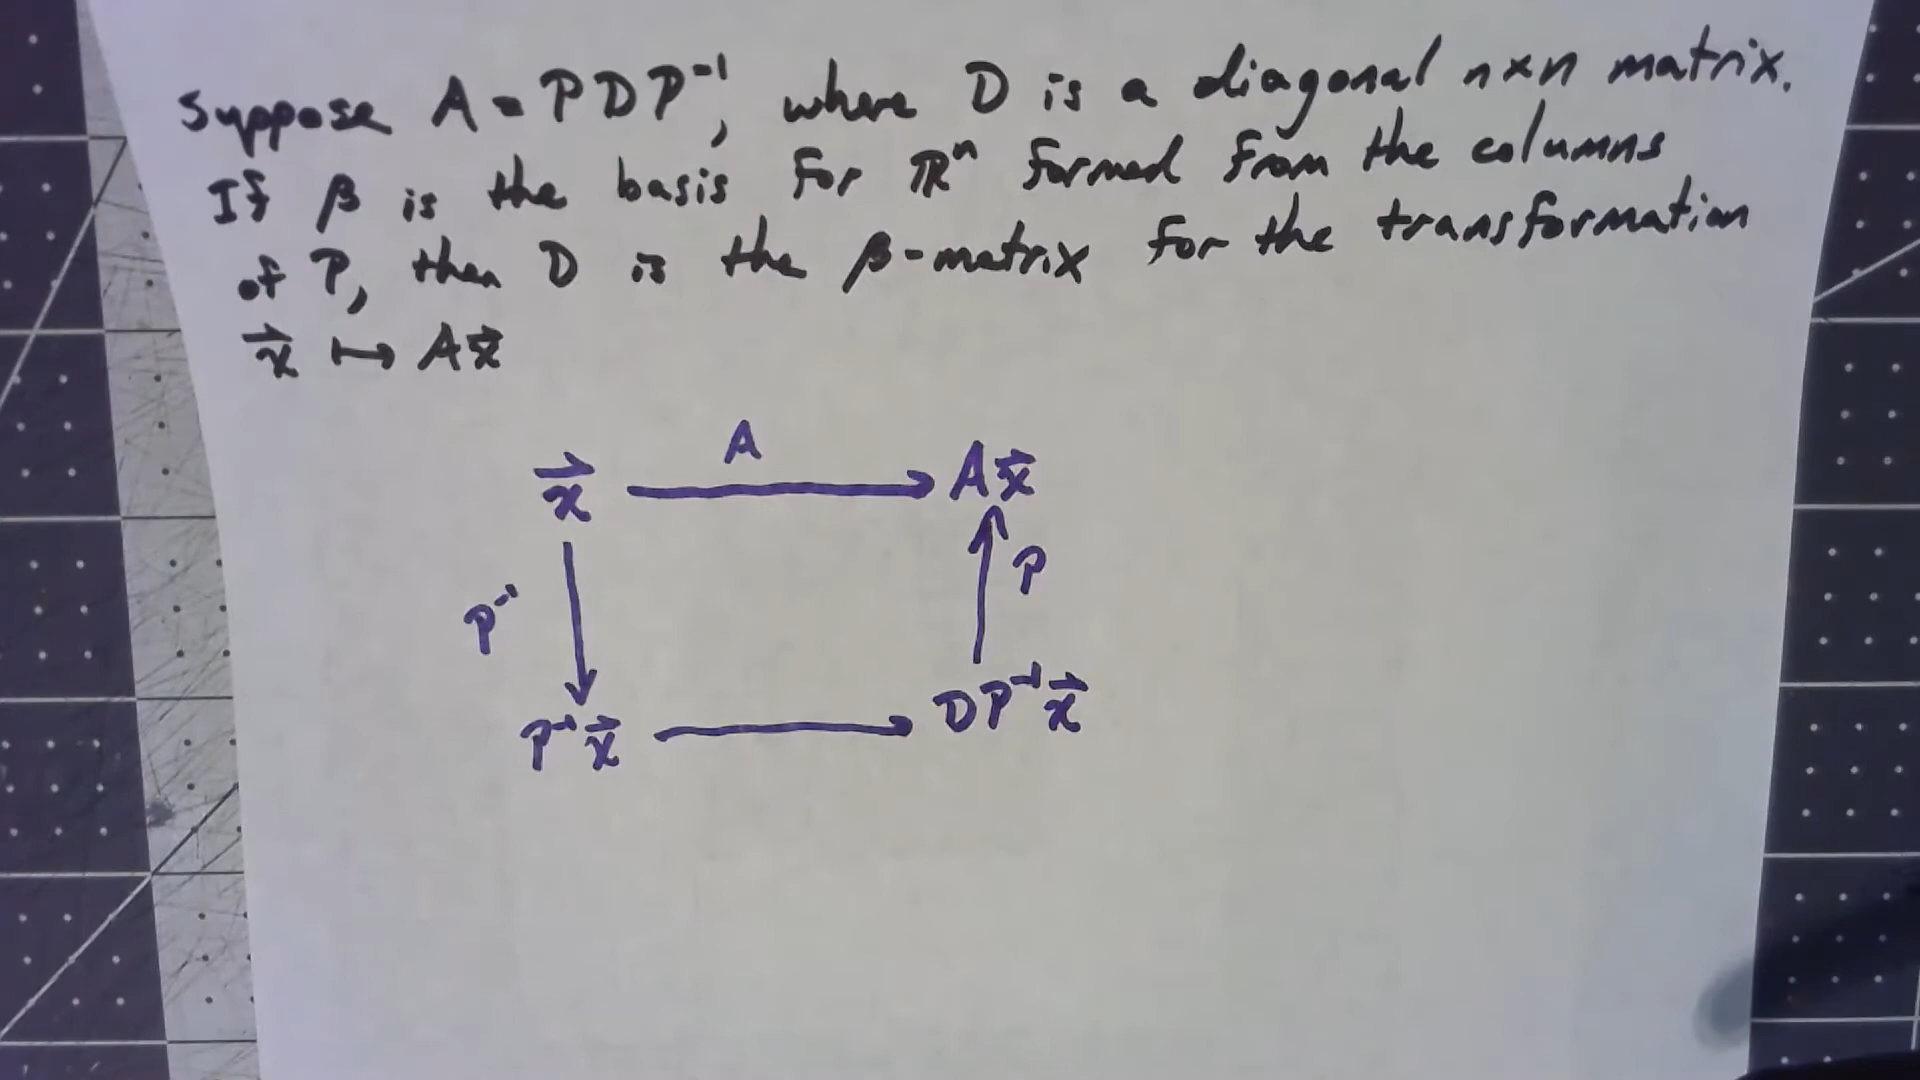 Suppose A = PDP⁻¹, where D is a diagonal n×n matrix.
If β is the basis for ℝⁿ formed from the columns
of P, then D is the β-matrix for the transformation
x⃗ ↦ Ax⃗
A
x⃗ → Ax⃗
P⁻¹ P
P⁻¹x⃗ → DP⁻¹x⃗